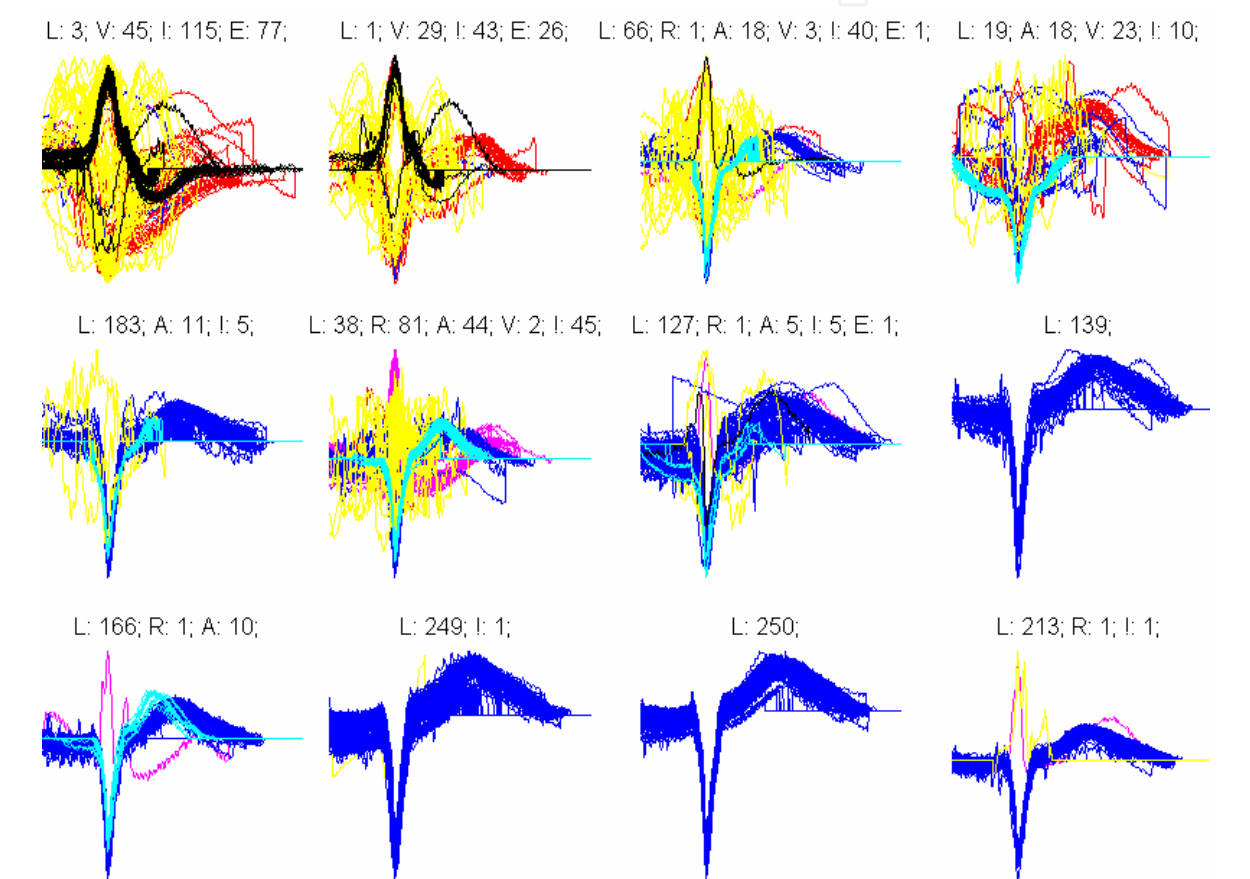 L: 3; V: 45; !: 115; E: 77;
L: 1; V: 29; !: 43; E: 26;
L: 66; R: 1; A: 18; V: 3; !: 40; E: 1;
L: 19; A: 18; V: 23; !: 10;
L: 183; A: 11; !: 5;
L: 38; R: 81; A: 44; V: 2; !: 45;
L: 127; R: 1; A: 5; !: 5; E: 1;
L: 139;
L: 166; R: 1; A: 10;
L: 249; !: 1;
L: 250;
L: 213; R: 1; !: 1;